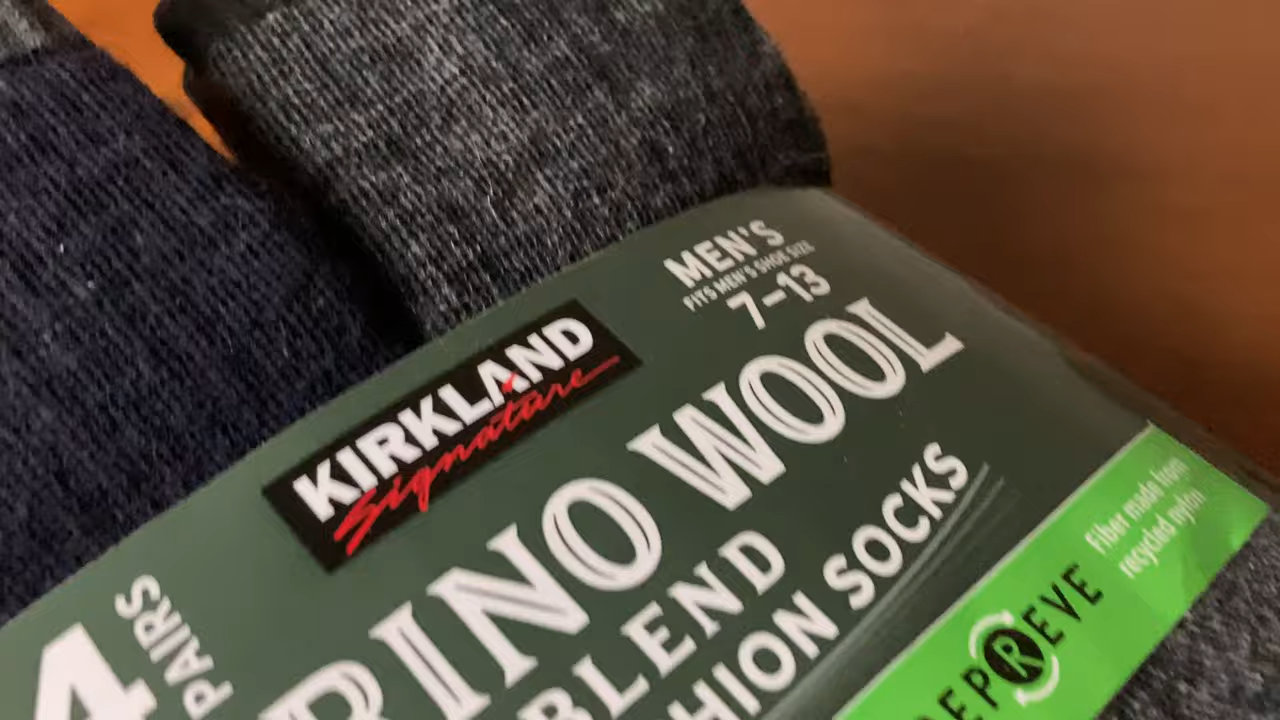 MEN'S
FITS MEN'S SHOE SIZE
7-13
KIRKLAND
Signature
RINO WOOL
BLEND
HION SOCKS
4
PAIRS
Fiber made from
recycled nylon
REPREVE